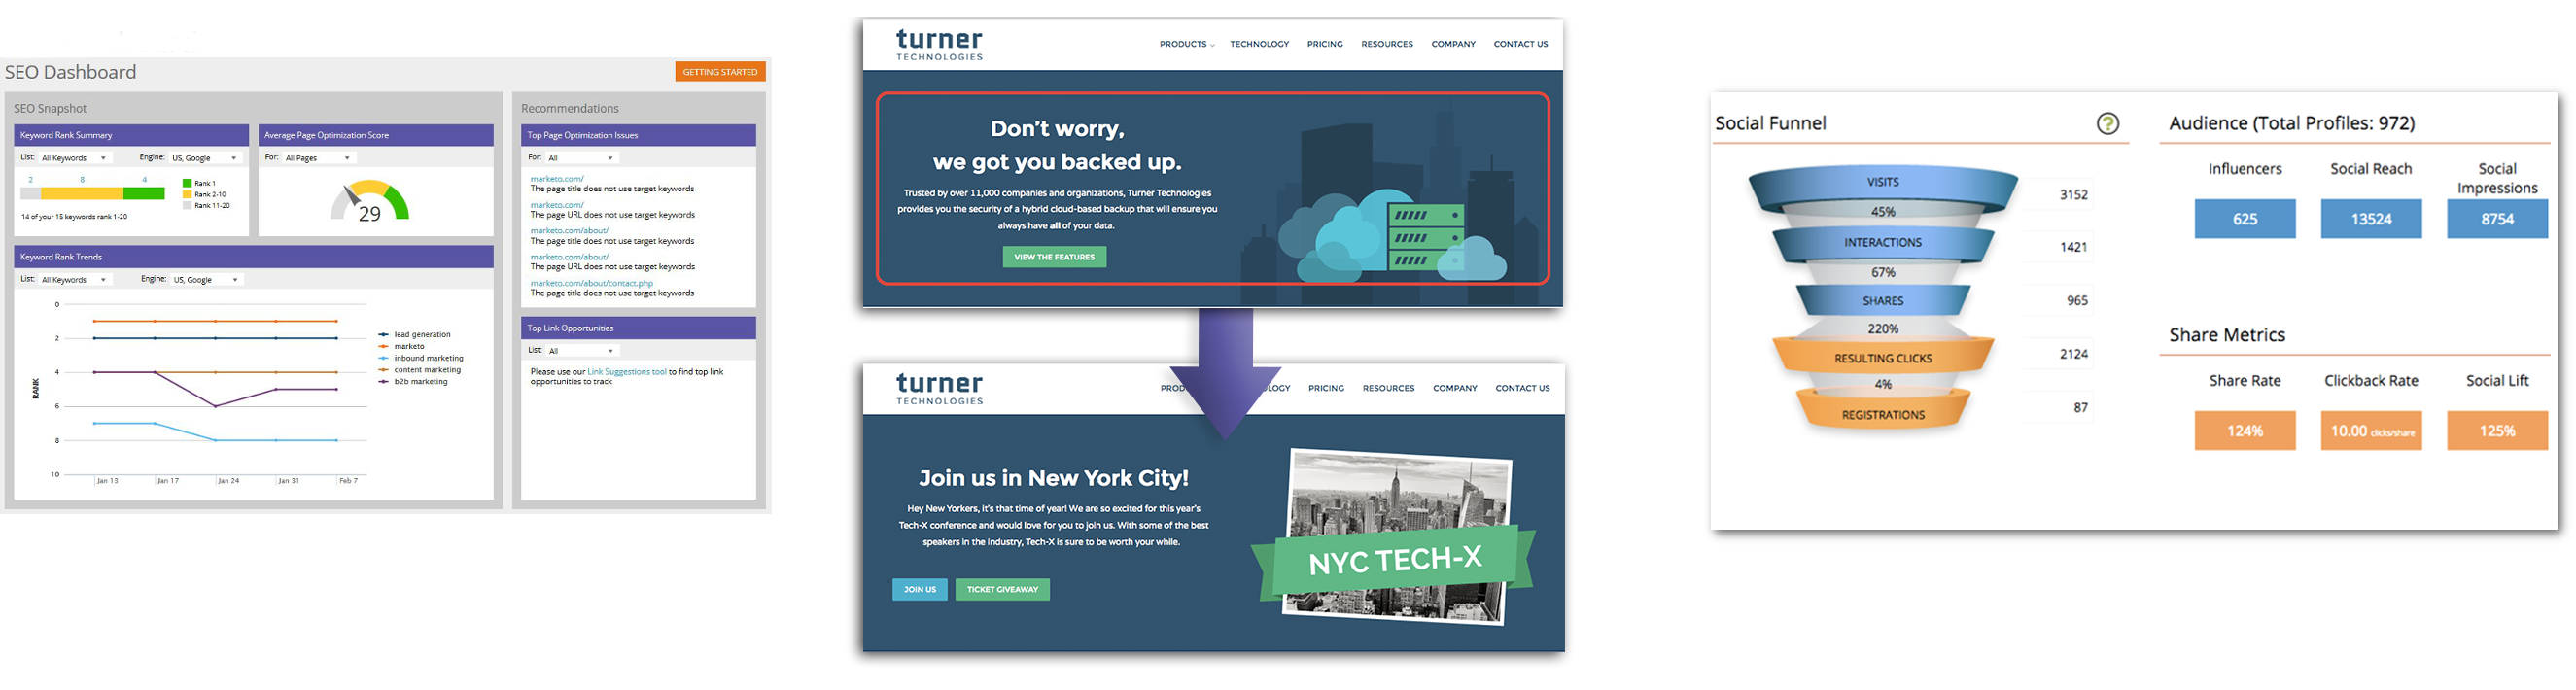 SEO Dashboard
GETTING STARTED
SEO Snapshot
Keyword Rank Summary
List: All Keywords
Engine: US, Google
2 8 4
Rank 1
Rank 2-10
Rank 11-20
14 of your 15 keywords rank 1-20
Average Page Optimization Score
For: All Pages
29
Keyword Rank Trends
List: All Keywords
Engine: US, Google
0
2
4
6
8
10
RANK
Jan 13
Jan 17
Jan 24
Jan 31
Feb 7
lead generation
marketo
inbound marketing
content marketing
b2b marketing
Recommendations
Top Page Optimization Issues
For: All
marketo.com/
The page title does not use target keywords
marketo.com/
The page URL does not use target keywords
marketo.com/about/
The page title does not use target keywords
marketo.com/about/
The page URL does not use target keywords
marketo.com/about/contact.php
The page title does not use target keywords
Top Link Opportunities
List: All
Please use our Link Suggestions tool to find top link
opportunities to track
turner
TECHNOLOGIES
PRODUCTS TECHNOLOGY PRICING RESOURCES COMPANY CONTACT US
Don't worry,
we got you backed up.
Trusted by over 11,000 companies and organizations, Turner Technologies
provides you the security of a hybrid cloud-based backup that will ensure you
always have all of your data.
VIEW THE FEATURES
turner
TECHNOLOGIES
PROD OLOGY PRICING RESOURCES COMPANY CONTACT US
Join us in New York City!
Hey New Yorkers, it's that time of year! We are so excited for this year's
Tech-X conference and would love for you to join us. With some of the best
speakers in the industry, Tech-X is sure to be worth your while.
JOIN US
TICKET GIVEAWAY
NYC TECH-X
Social Funnel
?
VISITS 3152
45%
INTERACTIONS 1421
67%
SHARES 965
220%
RESULTING CLICKS 2124
4%
REGISTRATIONS 87
Audience (Total Profiles: 972)
Influencers
625
Social Reach
13524
Social
Impressions
8754
Share Metrics
Share Rate
124%
Clickback Rate
10.00 clicks/share
Social Lift
125%